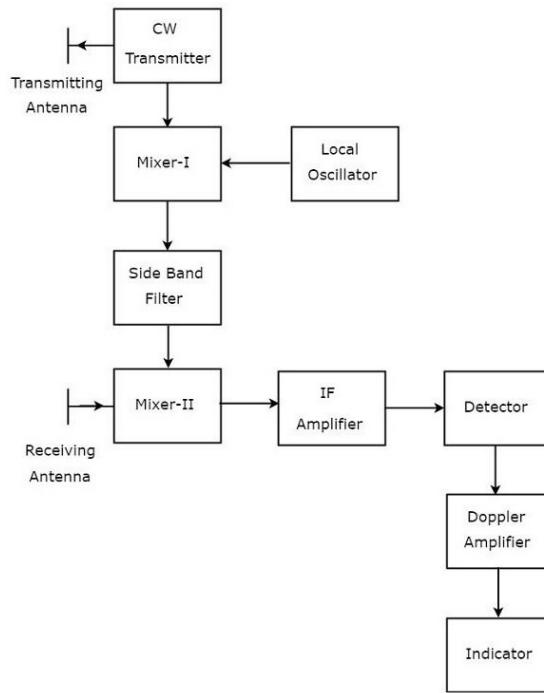 CW
Transmitter
Transmitting
Antenna
Mixer-I
Local
Oscillator
Side Band
Filter
Mixer-II
IF
Amplifier
Detector
Receiving
Antenna
Doppler
Amplifier
Indicator